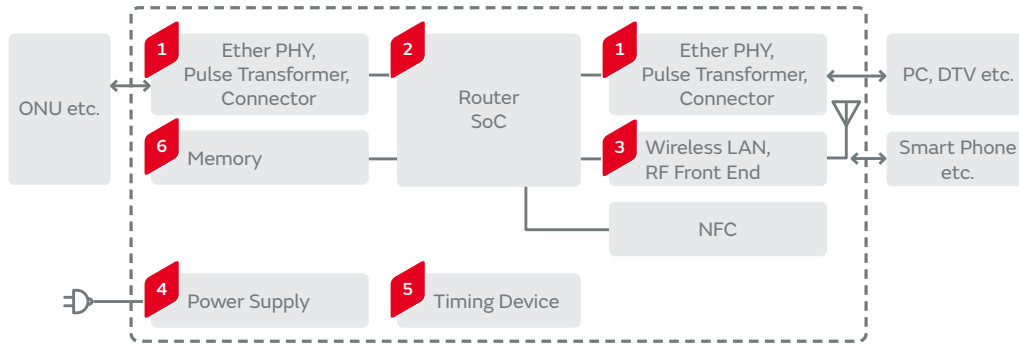 ONU etc.
1
Ether PHY,
Pulse Transformer,
Connector
6
Memory
2
Router
SoC
1
Ether PHY,
Pulse Transformer,
Connector
3
Wireless LAN,
RF Front End
NFC
PC, DTV etc.
Smart Phone
etc.
4
Power Supply
5
Timing Device